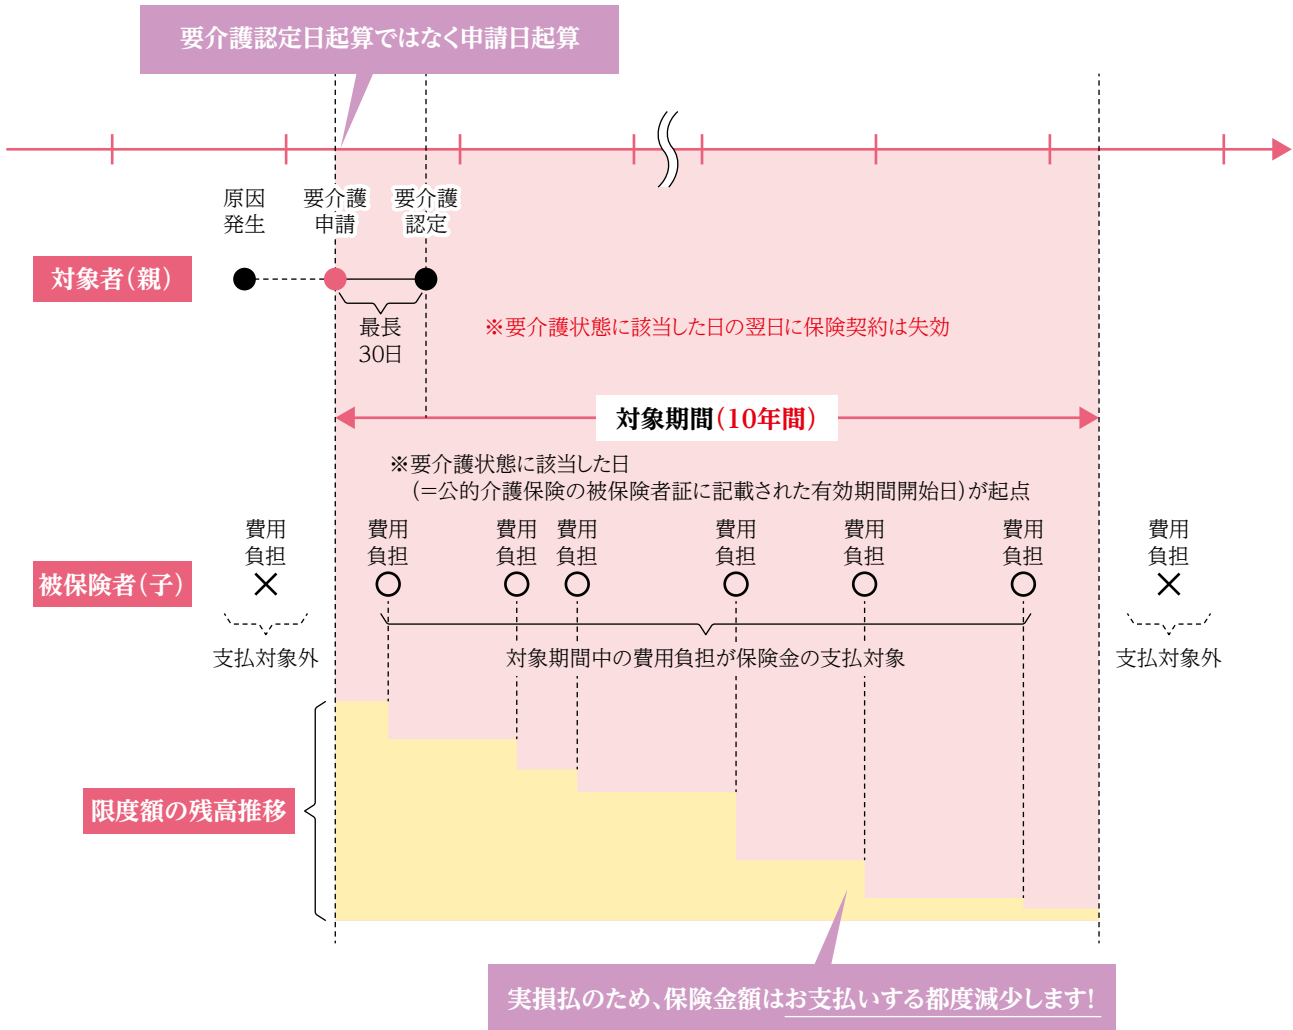 要介護認定日起算ではなく申請日起算
原因
発生
要介護
申請
要介護
認定
対象者(親)
最長
30日
※要介護状態に該当した日の翌日に保険契約は失効
対象期間(10年間)
※要介護状態に該当した日
(=公的介護保険の被保険者証に記載された有効期間開始日)が起点
費用
負担
費用
負担
費用
負担
費用
負担
費用
負担
費用
負担
費用
負担
費用
負担
被保険者(子)
支払対象外
対象期間中の費用負担が保険金の支払対象
支払対象外
限度額の残高推移
実損払のため、保険金額はお支払いする都度減少します!